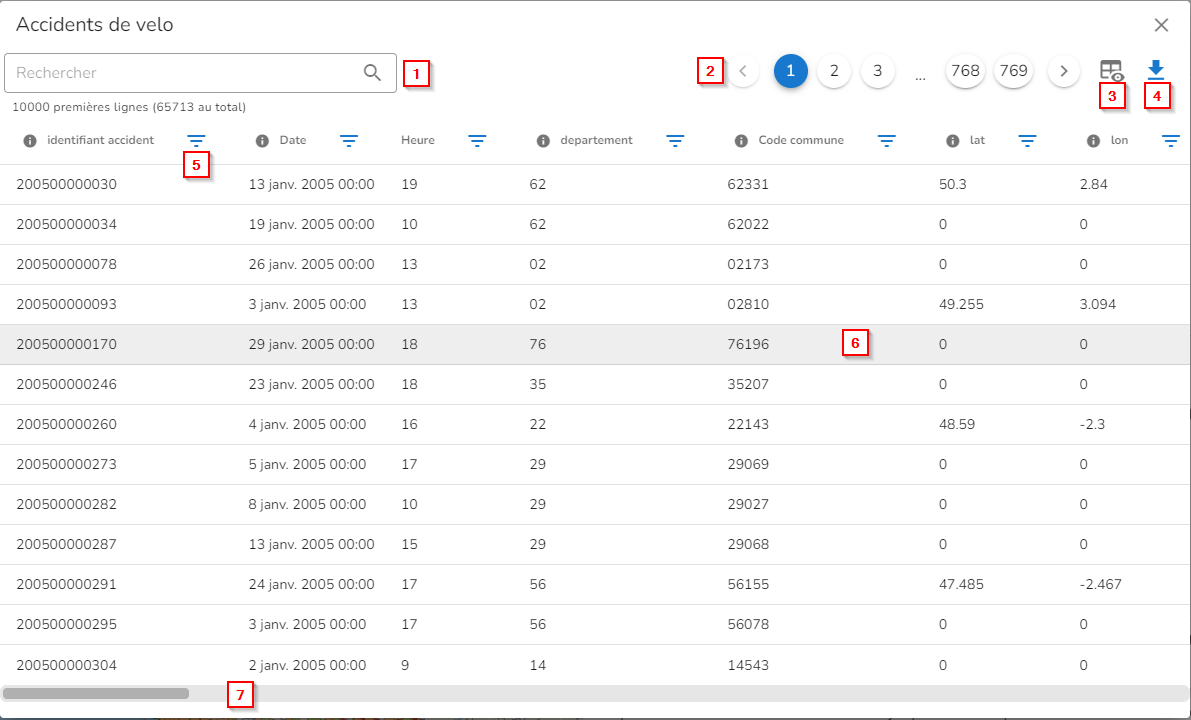 Accidents de velo
Rechercher 1 2 1 2 3 ... 768 769 3 4
10000 premières lignes (65713 au total)
identifiant accident Date Heure departement Code commune lat lon
5
200500000030 13 janv. 2005 00:00 19 62 62331 50.3 2.84
200500000034 19 janv. 2005 00:00 10 62 62022 0 0
200500000078 26 janv. 2005 00:00 13 02 02173 0 0
200500000093 3 janv. 2005 00:00 13 02 02810 49.255 3.094
200500000170 29 janv. 2005 00:00 18 76 76196 6 0 0
200500000246 23 janv. 2005 00:00 18 35 35207 0 0
200500000260 4 janv. 2005 00:00 16 22 22143 48.59 -2.3
200500000273 5 janv. 2005 00:00 17 29 29069 0 0
200500000282 8 janv. 2005 00:00 10 29 29027 0 0
200500000287 13 janv. 2005 00:00 15 29 29068 0 0
200500000291 24 janv. 2005 00:00 17 56 56155 47.485 -2.467
200500000295 3 janv. 2005 00:00 17 56 56078 0 0
200500000304 2 janv. 2005 00:00 9 14 14543 0 0
7